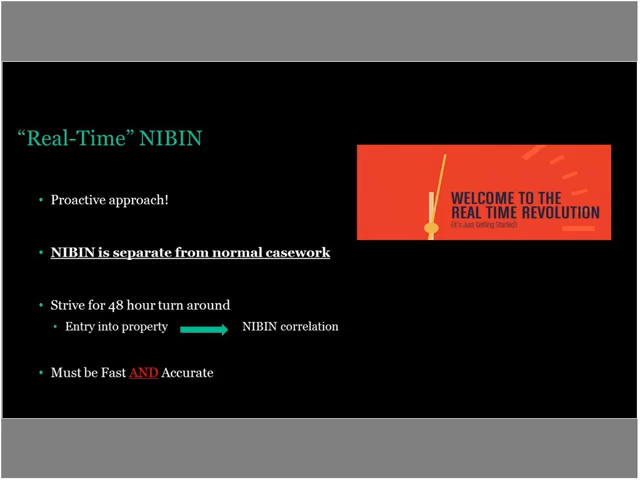 “Real-Time” NIBIN
• Proactive approach!
• NIBIN is separate from normal casework
• Strive for 48 hour turn around
• Entry into property NIBIN correlation
• Must be Fast AND Accurate
WELCOME TO THE
REAL TIME REVOLUTION
(It's Just Getting Started)